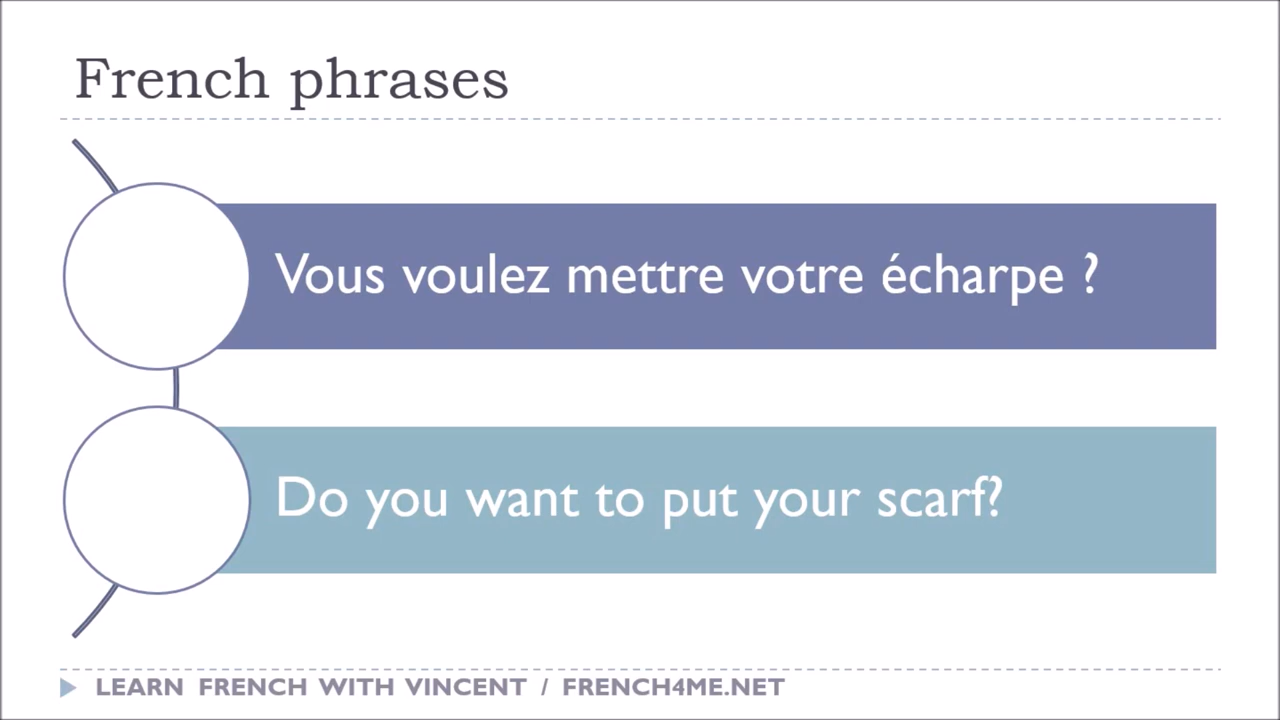 French phrases
Vous voulez mettre votre écharpe ?
Do you want to put your scarf?
LEARN FRENCH WITH VINCENT / FRENCH4ME.NET